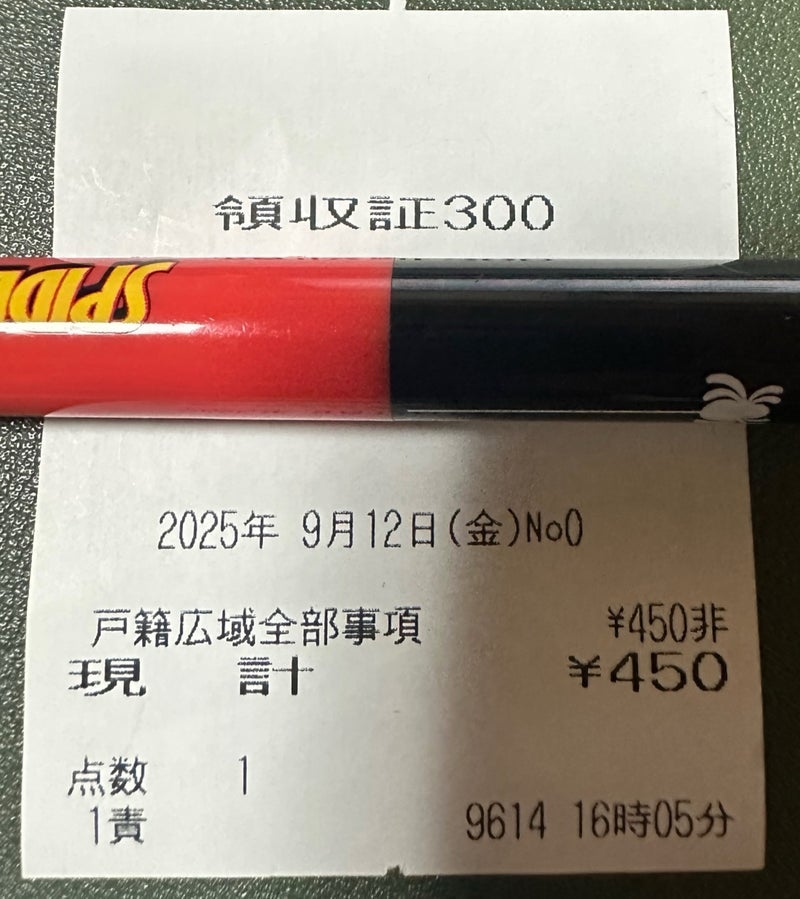 領収証300
SPIDE
2025年 9月12日(金)No0
戸籍広域全部事項 ¥450非
現 計 ¥450
点数 1
1責 9614 16時05分